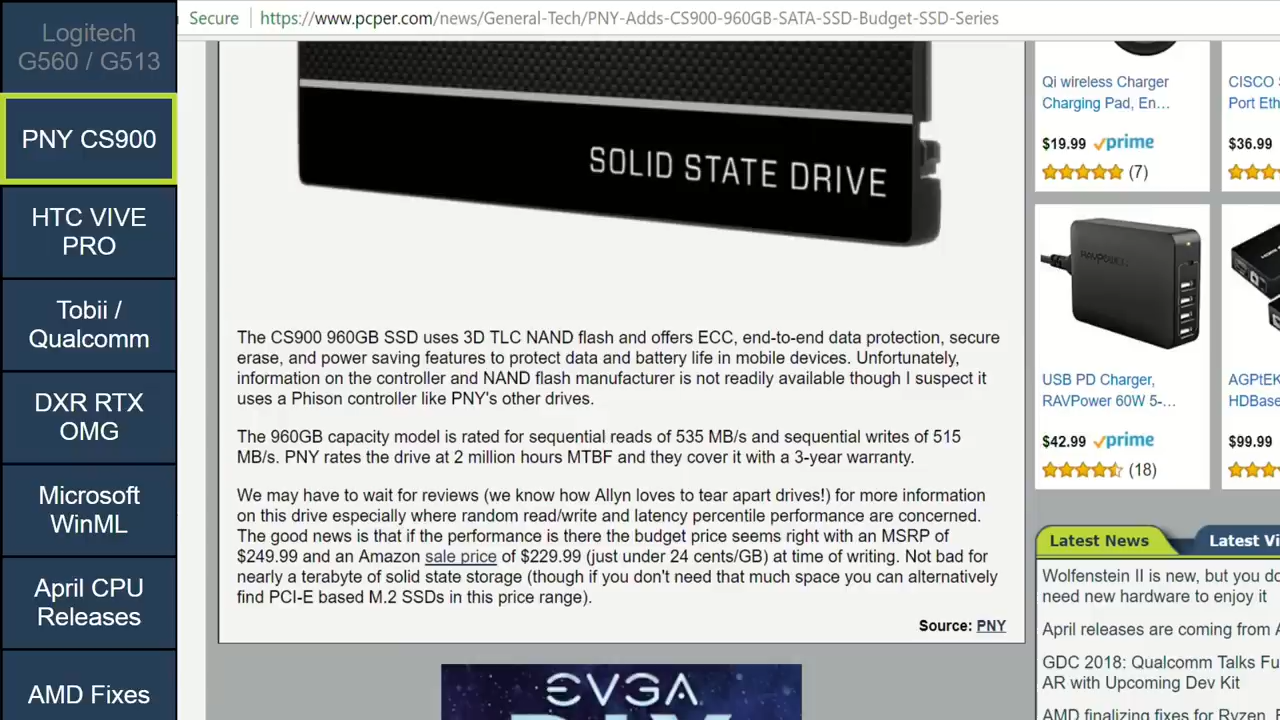 Logitech
G560 / G513
PNY CS900
HTC VIVE
PRO
Tobii /
Qualcomm
DXR RTX
OMG
Microsoft
WinML
April CPU
Releases
AMD Fixes
Secure
https://www.pcper.com/news/General-Tech/PNY-Adds-CS900-960GB-SATA-SSD-Budget-SSD-Series
SOLID STATE DRIVE
The CS900 960GB SSD uses 3D TLC NAND flash and offers ECC, end-to-end data protection, secure
erase, and power saving features to protect data and battery life in mobile devices. Unfortunately,
information on the controller and NAND flash manufacturer is not readily available though I suspect it
uses a Phison controller like PNY's other drives.
The 960GB capacity model is rated for sequential reads of 535 MB/s and sequential writes of 515
MB/s. PNY rates the drive at 2 million hours MTBF and they cover it with a 3-year warranty.
We may have to wait for reviews (we know how Allyn loves to tear apart drives!) for more information
on this drive especially where random read/write and latency percentile performance are concerned.
The good news is that if the performance is there the budget price seems right with an MSRP of
$249.99 and an Amazon sale price of $229.99 (just under 24 cents/GB) at time of writing. Not bad for
nearly a terabyte of solid state storage (though if you don't need that much space you can alternatively
find PCI-E based M.2 SSDs in this price range).
Source: PNY
EVGA
Qi wireless Charger
Charging Pad, En...
$19.99 prime
(7)
CISCO
Port Eth
$36.99
RAVPOWER
USB PD Charger,
RAVPower 60W 5-...
$42.99 prime
(18)
AGPtEK
HDBase
$99.99
Latest News
Latest Vi
Wolfenstein II is new, but you do
need new hardware to enjoy it
April releases are coming from
GDC 2018: Qualcomm Talks Fu
AR with Upcoming Dev Kit
AMD finalizing fixes for Ryzen,